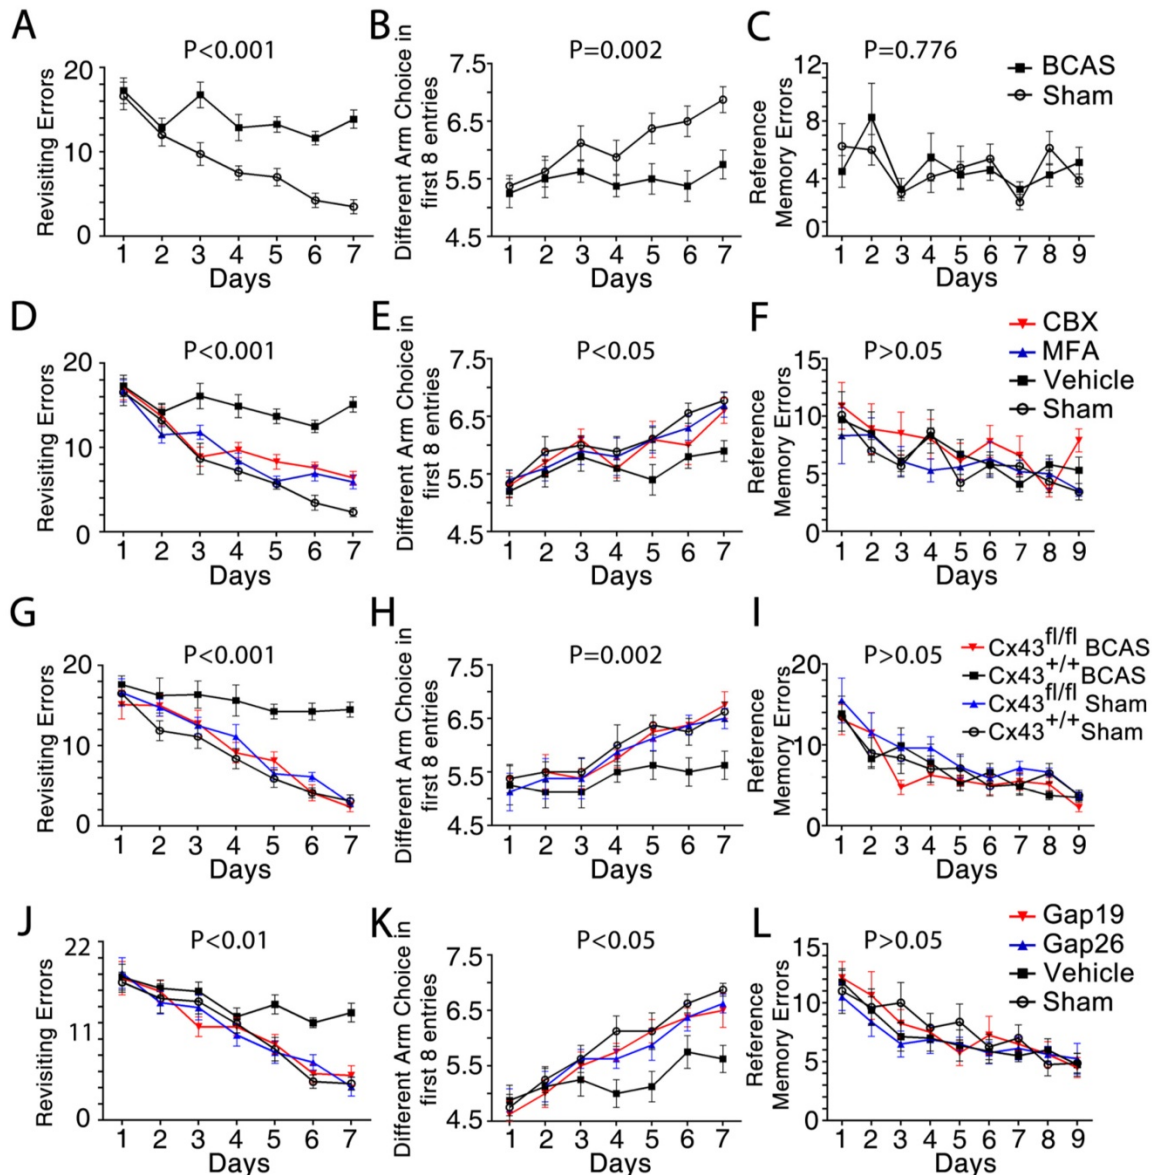 A
P<0.001
Revisiting Errors
20
10
0
1 2 3 4 5 6 7
Days
B
P=0.002
Different Arm Choice in
first 8 entries
7.5
6.5
5.5
4.5
1 2 3 4 5 6 7
Days
C
P=0.776
BCAS
Sham
Reference
Memory Errors
12
8
4
0
1 2 3 4 5 6 7 8 9
Days
D
P<0.001
Revisiting Errors
20
10
0
1 2 3 4 5 6 7
Days
E
P<0.05
Different Arm Choice in
first 8 entries
7.5
6.5
5.5
4.5
1 2 3 4 5 6 7
Days
F
P>0.05
CBX
MFA
Vehicle
Sham
Reference
Memory Errors
15
10
5
0
1 2 3 4 5 6 7 8 9
Days
G
P<0.001
Revisiting Errors
20
10
0
1 2 3 4 5 6 7
Days
H
P=0.002
Different Arm Choice in
first 8 entries
7.5
6.5
5.5
4.5
1 2 3 4 5 6 7
Days
I
P>0.05
Cx43fl/fl BCAS
Cx43+/+ BCAS
Cx43fl/fl Sham
Cx43+/+ Sham
Reference
Memory Errors
20
10
0
1 2 3 4 5 6 7 8 9
Days
J
P<0.01
Revisiting Errors
22
11
0
1 2 3 4 5 6 7
Days
K
P<0.05
Different Arm Choice in
first 8 entries
7.5
6.5
5.5
4.5
1 2 3 4 5 6 7
Days
L
P>0.05
Gap19
Gap26
Vehicle
Sham
Reference
Memory Errors
15
10
5
0
1 2 3 4 5 6 7 8 9
Days